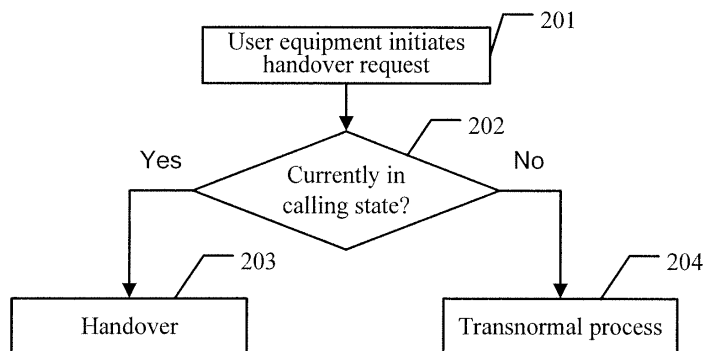 201
User equipment initiates
handover request
202
Yes
No
Currently in
calling state?
203
204
Handover
Transnormal process